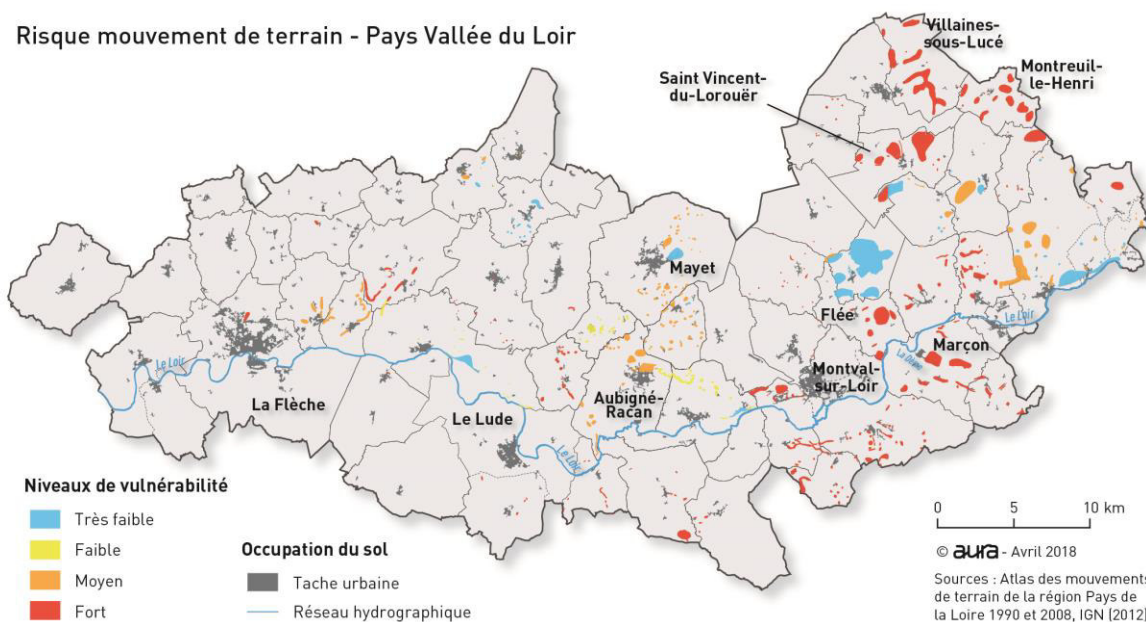 Risque mouvement de terrain - Pays Vallée du Loir
Villaines-
sous-Lucé
Montreuil-
le-Henri
Saint Vincent-
du-Lorouër
Mayet
Flée
Le Loir
Marçon
La Dive
Montval-
sur-Loir
Le Loir
La Flèche
Le Lude
Aubigné-
Racan
Le Loir
Niveaux de vulnérabilité
Très faible
Faible
Moyen
Fort
Occupation du sol
Tache urbaine
Réseau hydrographique
0 5 10 km
© aura - Avril 2018
Sources : Atlas des mouvements
de terrain de la région Pays de
la Loire 1990 et 2008, IGN (2012)